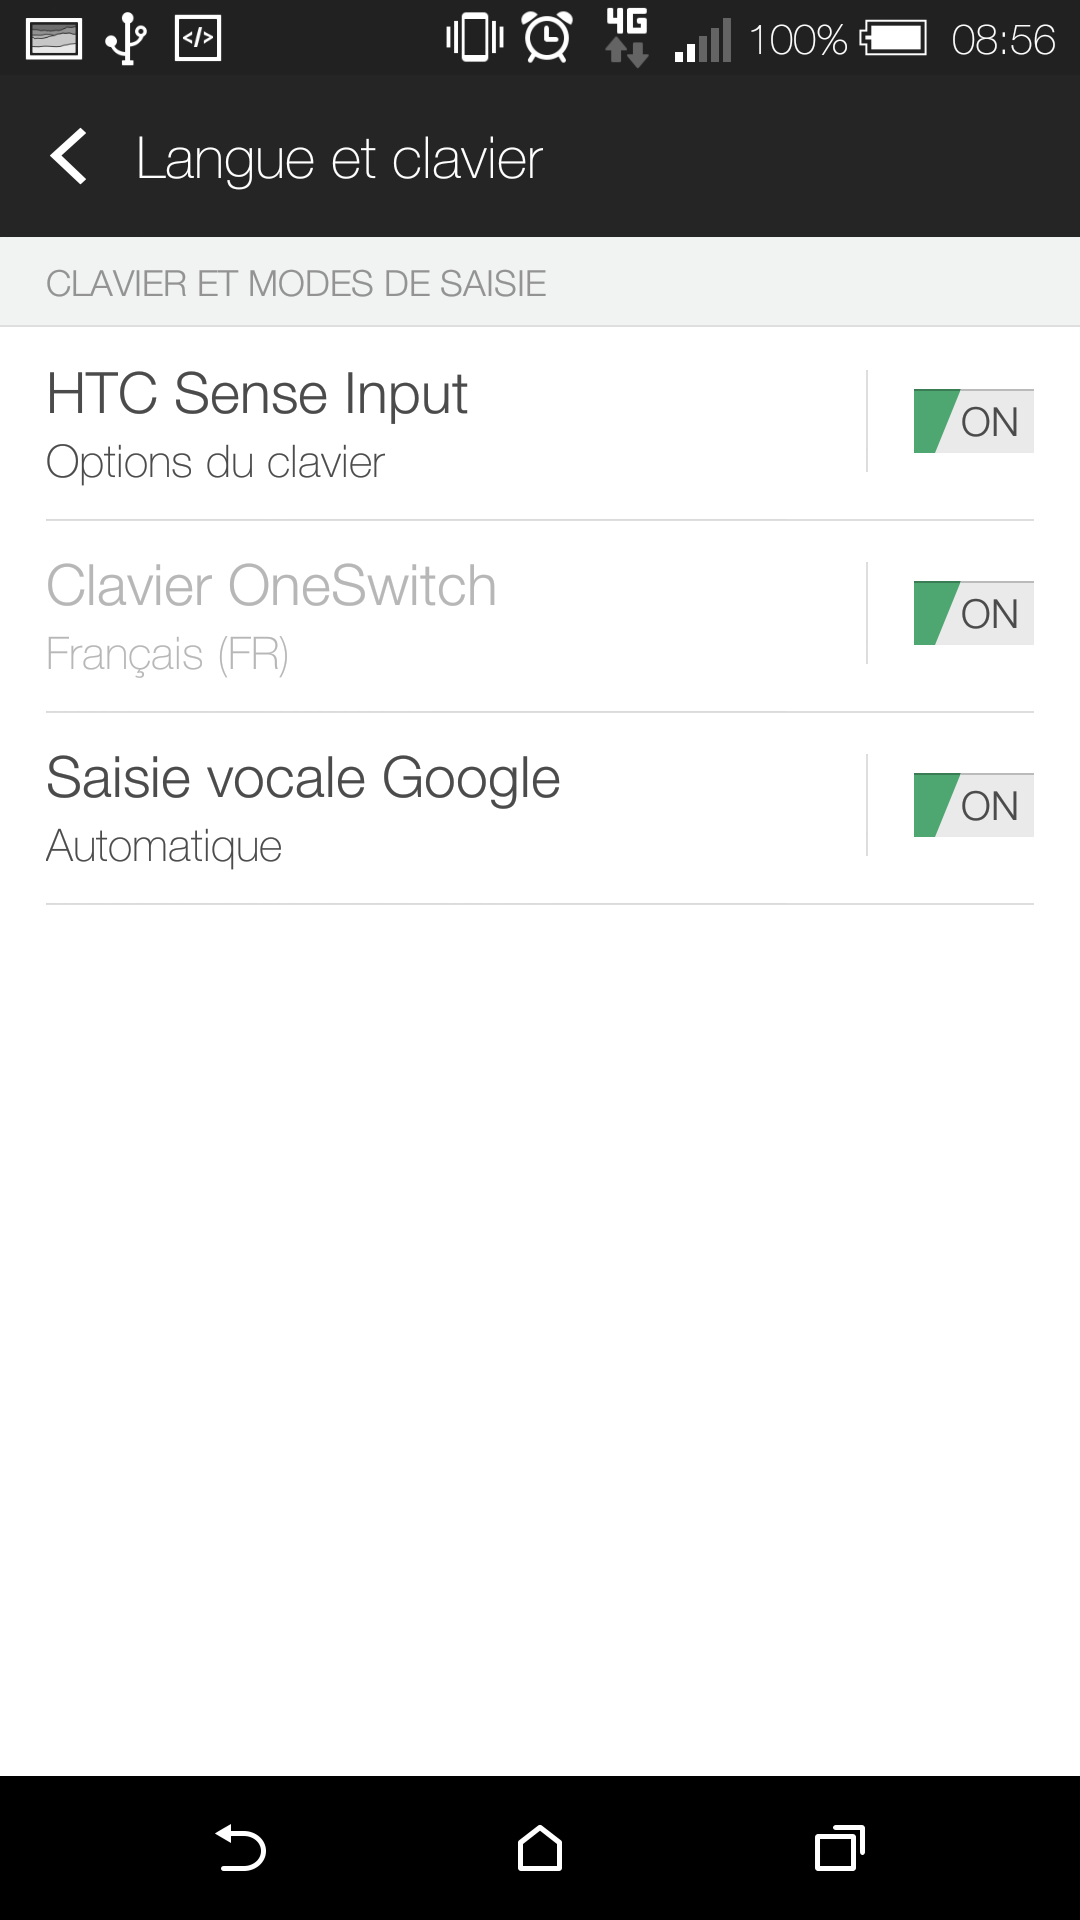 4G 100% 08:56
Langue et clavier
CLAVIER ET MODES DE SAISIE
HTC Sense Input
Options du clavier
ON
Clavier OneSwitch
Français (FR)
ON
Saisie vocale Google
Automatique
ON